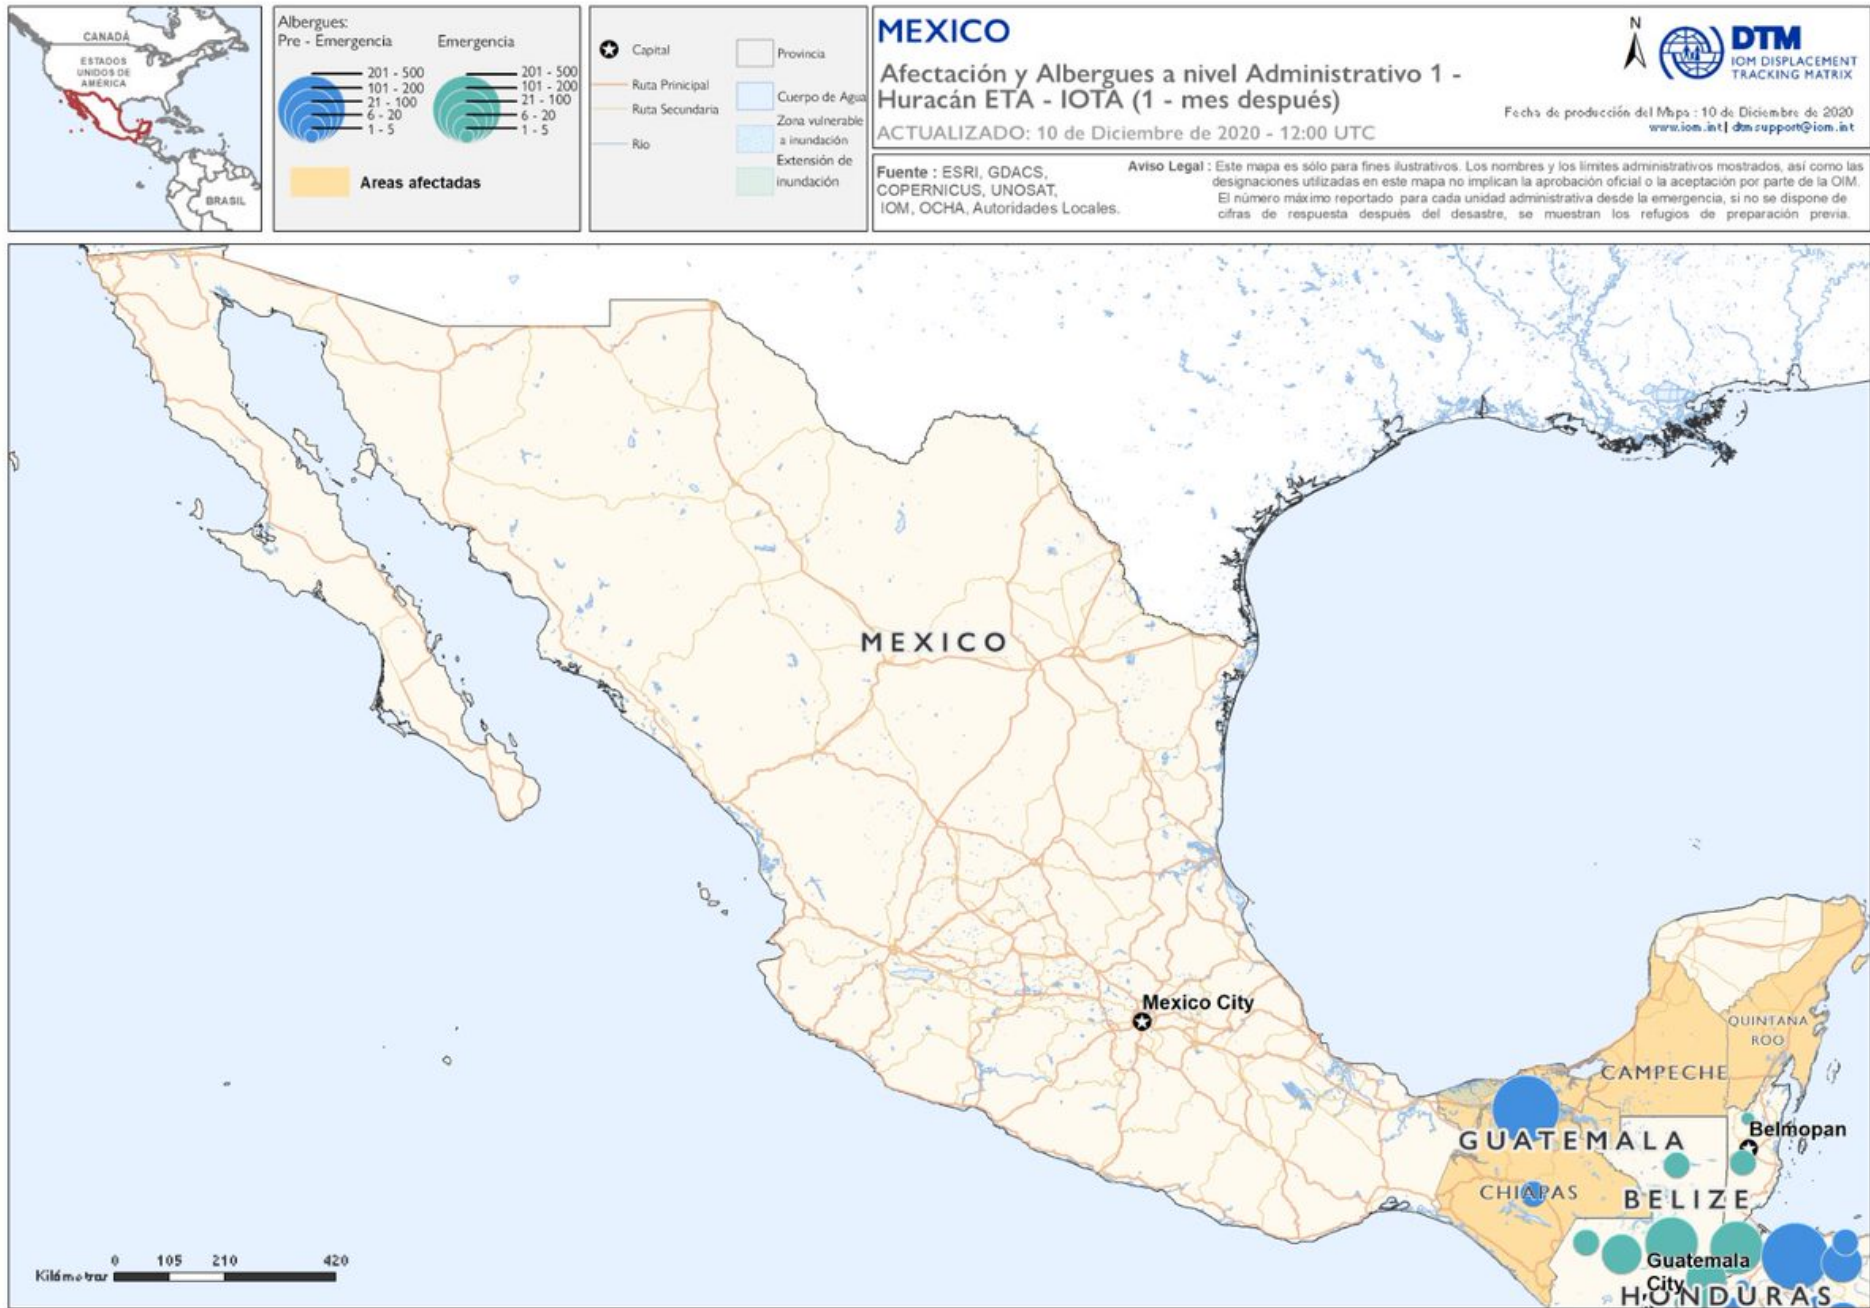 CANADÁ
ESTADOS
UNIDOS DE
AMÉRICA
BRASIL
Albergues:
Pre - Emergencia
Emergencia
201 - 500
101 - 200
21 - 100
6 - 20
1 - 5
201 - 500
101 - 200
21 - 100
6 - 20
1 - 5
Areas afectadas
Capital
Ruta Prinicipal
Ruta Secundaria
Río
Provincia
Cuerpo de Agua
Zona vulnerable
a inundación
Extensión de
inundación
MEXICO
Afectación y Albergues a nivel Administrativo 1 -
Huracán ETA - IOTA (1 - mes después)
ACTUALIZADO: 10 de Diciembre de 2020 - 12:00 UTC
N
DTM
IOM DISPLACEMENT
TRACKING MATRIX
Fecha de producción del Mapa : 10 de Diciembre de 2020
www.iom.int| dtmsupport@iom.int
Fuente : ESRI, GDACS,
COPERNICUS, UNOSAT,
IOM, OCHA, Autoridades Locales.
Aviso Legal : Este mapa es sólo para fines ilustrativos. Los nombres y los límites administrativos mostrados, así como las
designaciones utilizadas en este mapa no implican la aprobación oficial o la aceptación por parte de la OIM.
El número máximo reportado para cada unidad administrativa desde la emergencia, si no se dispone de
cifras de respuesta después del desastre, se muestran los refugios de preparación previa.
MEXICO
Mexico City
QUINTANA
ROO
CAMPECHE
GUATEMALA
Belmopan
CHIAPAS
BELIZE
Guatemala
City
HONDURAS
0 105 210 420
Kilómetros